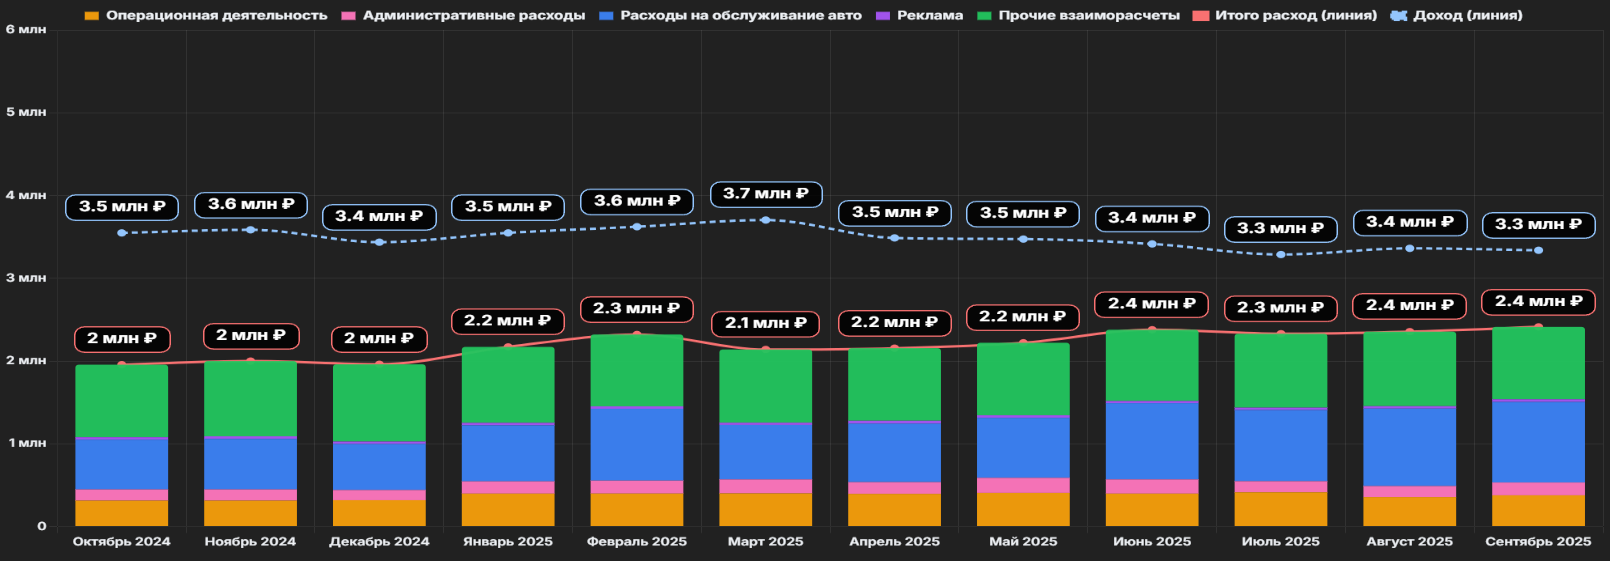 Операционная деятельность Административные расходы Расходы на обслуживание авто Реклама Прочие взаиморасчеты Итого расход (линия) Доход (линия)
6 млн
5 млн
4 млн
3 млн
2 млн
1 млн
0
3.5 млн ₽ 3.6 млн ₽ 3.4 млн ₽ 3.5 млн ₽ 3.6 млн ₽ 3.7 млн ₽ 3.5 млн ₽ 3.5 млн ₽ 3.4 млн ₽ 3.3 млн ₽ 3.4 млн ₽ 3.3 млн ₽
2 млн ₽ 2 млн ₽ 2 млн ₽ 2.2 млн ₽ 2.3 млн ₽ 2.1 млн ₽ 2.2 млн ₽ 2.2 млн ₽ 2.4 млн ₽ 2.3 млн ₽ 2.4 млн ₽ 2.4 млн ₽
Октябрь 2024 Ноябрь 2024 Декабрь 2024 Январь 2025 Февраль 2025 Март 2025 Апрель 2025 Май 2025 Июнь 2025 Июль 2025 Август 2025 Сентябрь 2025